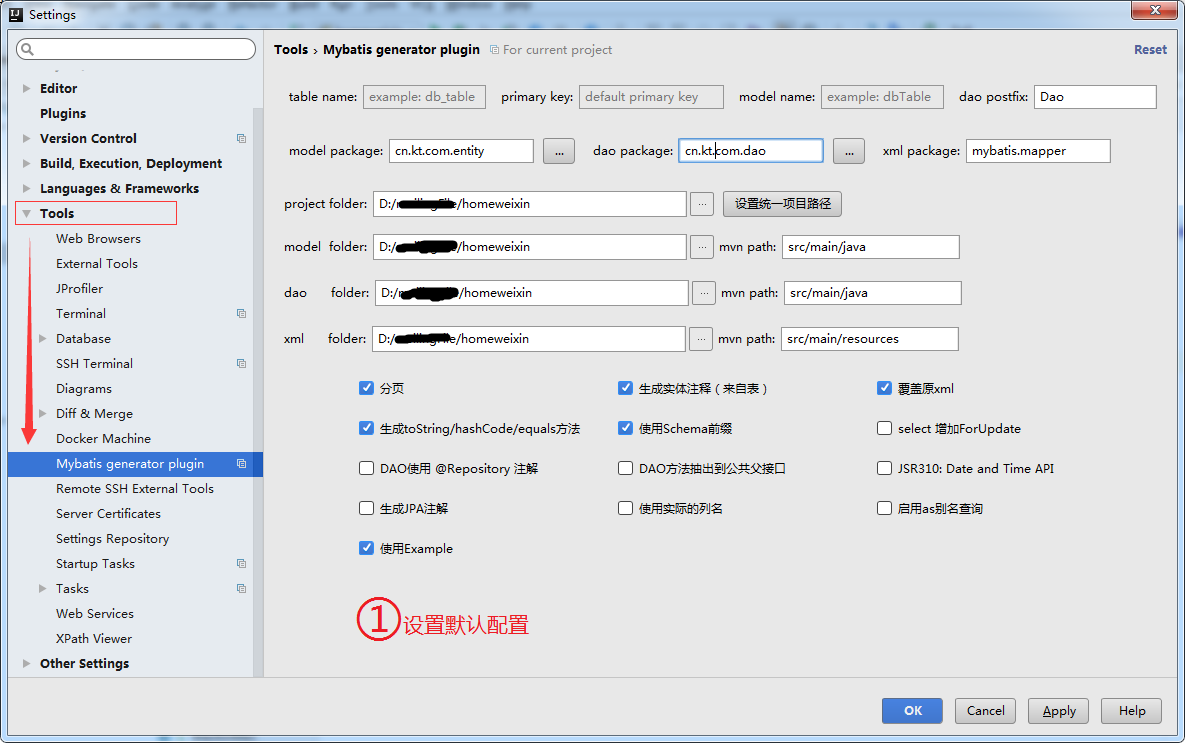 Settings
Tools › Mybatis generator plugin For current project Reset
Editor
Plugins
Version Control
Build, Execution, Deployment
Languages & Frameworks
Tools
Web Browsers
External Tools
JProfiler
Terminal
Database
SSH Terminal
Diagrams
Diff & Merge
Docker Machine
Mybatis generator plugin
Remote SSH External Tools
Server Certificates
Settings Repository
Startup Tasks
Tasks
Web Services
XPath Viewer
Other Settings
table name: example: db_table primary key: default primary key model name: example: dbTable dao postfix: Dao
model package: cn.kt.com.entity ... dao package: cn.kt.com.dao ... xml package: mybatis.mapper
project folder: D:/ /homeweixin ... 设置统一项目路径
model folder: D:/ /homeweixin ... mvn path: src/main/java
dao folder: D:/ /homeweixin ... mvn path: src/main/java
xml folder: D:/ /homeweixin ... mvn path: src/main/resources
分页 生成实体注释（来自表） 覆盖原xml
生成toString/hashCode/equals方法 使用Schema前缀 select 增加ForUpdate
DAO使用 @Repository 注解 DAO方法抽出到公共父接口 JSR310: Date and Time API
生成JPA注解 使用实际的列名 启用as别名查询
使用Example
①设置默认配置
OK Cancel Apply Help